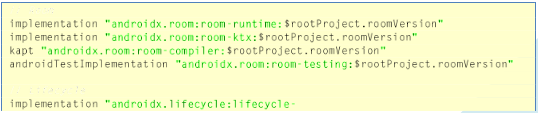 implementation "androidx.room:room-runtime:$rootProject.roomVersion"
implementation "androidx.room:room-ktx:$rootProject.roomVersion"
kapt "androidx.room:room-compiler:$rootProject.roomVersion"
androidTestImplementation "androidx.room:room-testing:$rootProject.roomVersion"
implementation "androidx.lifecycle:lifecycle-